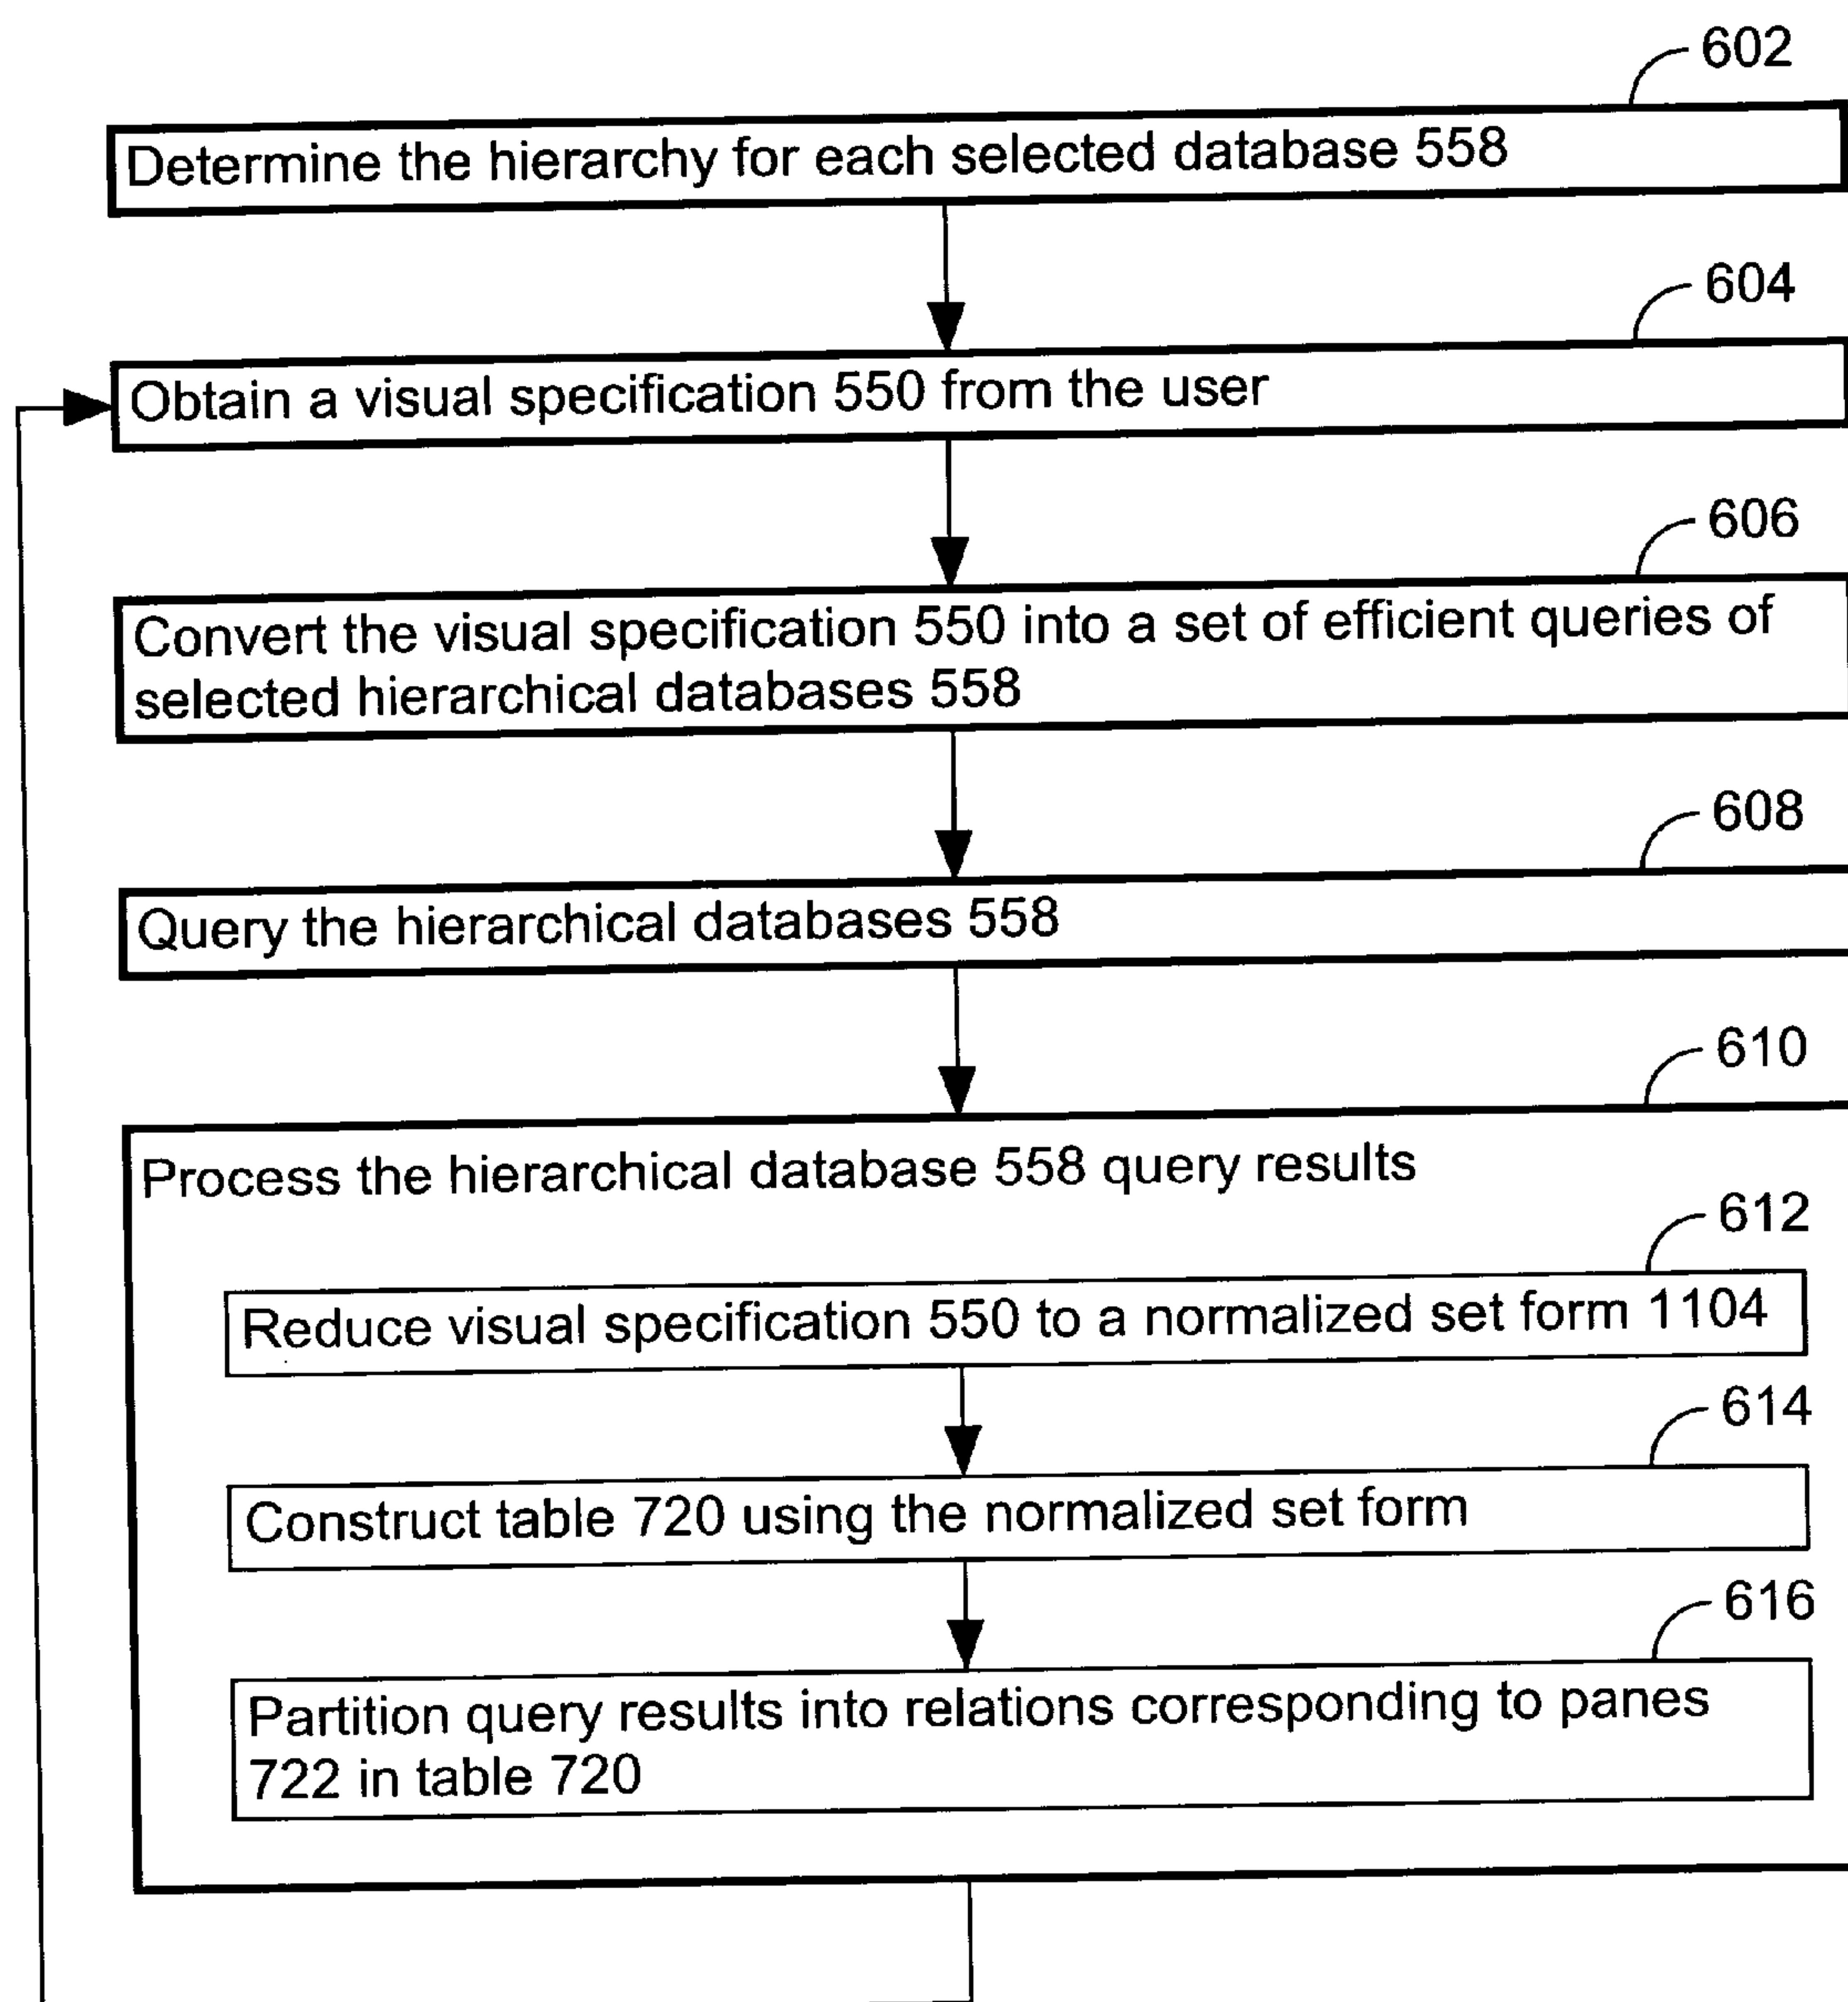 602
Determine the hierarchy for each selected database 558
604
Obtain a visual specification 550 from the user
606
Convert the visual specification 550 into a set of efficient queries of
selected hierarchical databases 558
608
Query the hierarchical databases 558
610
Process the hierarchical database 558 query results
612
Reduce visual specification 550 to a normalized set form 1104
614
Construct table 720 using the normalized set form
616
Partition query results into relations corresponding to panes
722 in table 720